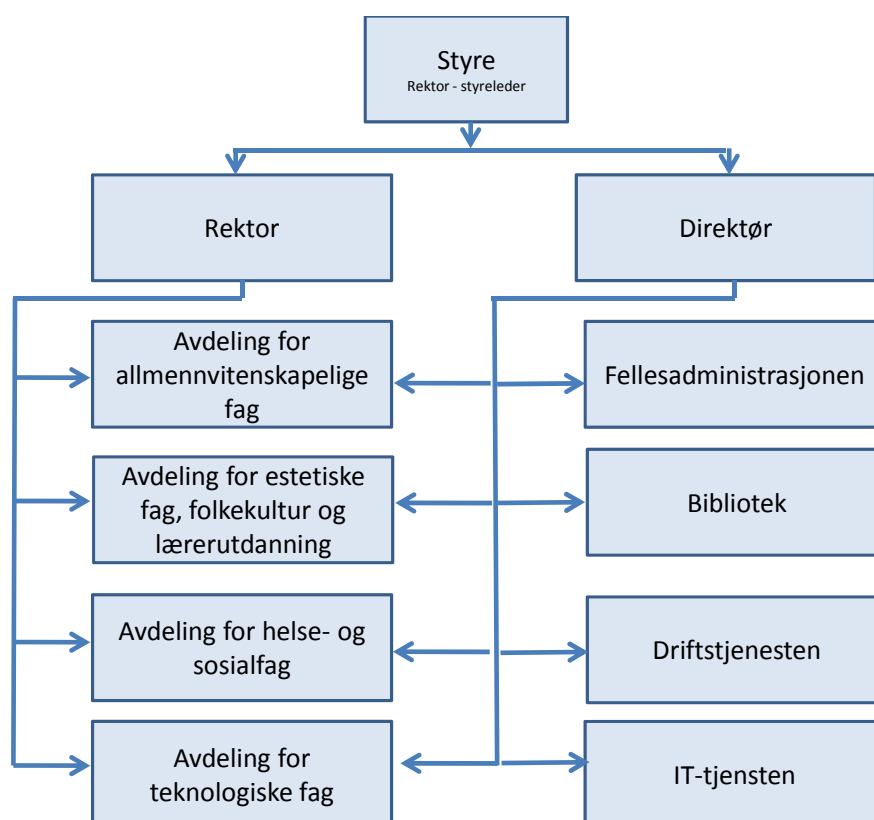 Styre
Rektor - styreleder
Rektor
Direktør
Avdeling for
allmennvitenskapelige
fag
Fellesadministrasjonen
Avdeling for estetiske
fag, folkekultur og
lærerutdanning
Bibliotek
Avdeling for helse- og
sosialfag
Driftstjenesten
Avdeling for
teknologiske fag
IT-tjensten